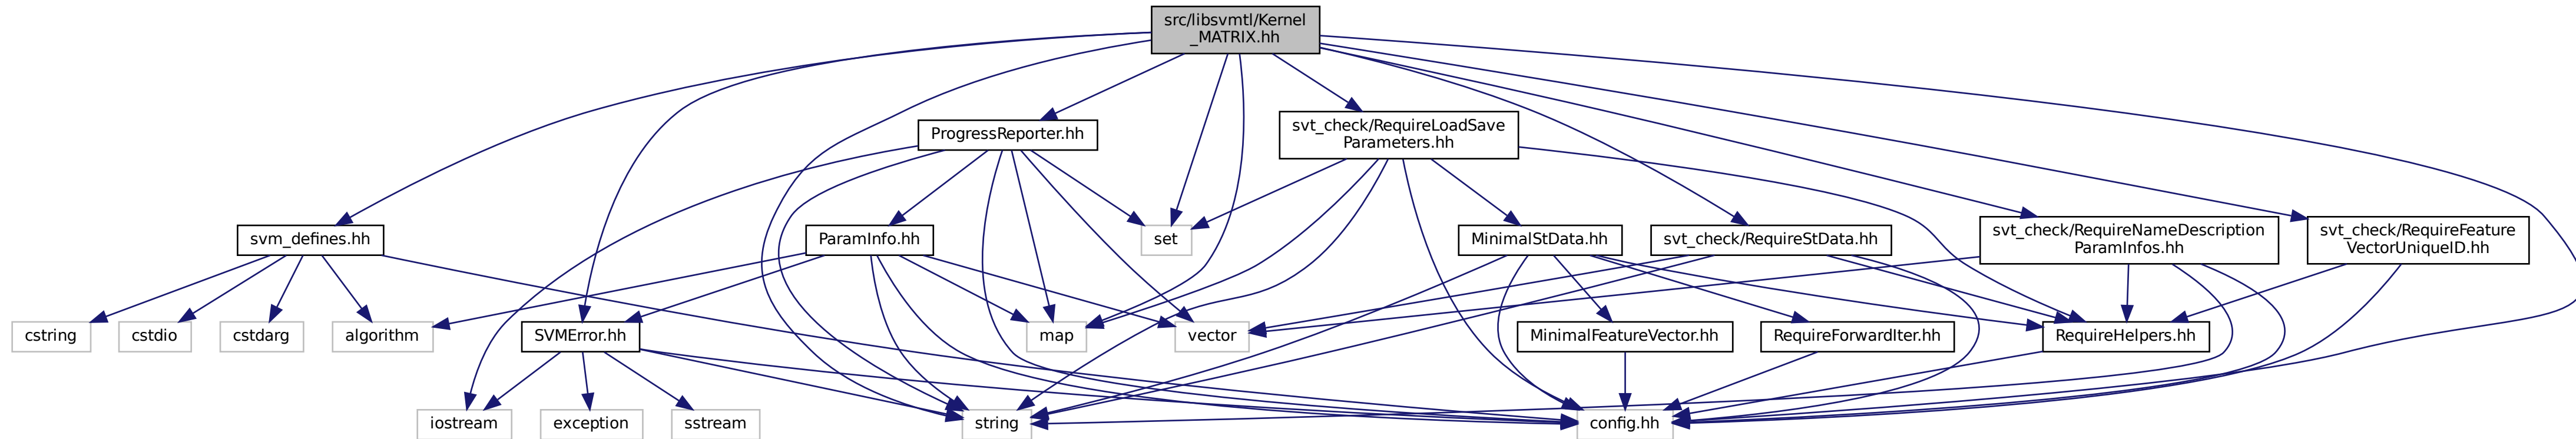 src/libsvmtl/Kernel
_MATRIX.hh
ProgressReporter.hh
svt_check/RequireLoadSave
Parameters.hh
svm_defines.hh
ParamInfo.hh
set
MinimalStData.hh
svt_check/RequireStData.hh
svt_check/RequireNameDescription
ParamInfos.hh
svt_check/RequireFeature
VectorUniqueID.hh
cstring
cstdio
cstdarg
algorithm
SVMError.hh
map
vector
MinimalFeatureVector.hh
RequireForwardIter.hh
RequireHelpers.hh
iostream
exception
sstream
string
config.hh